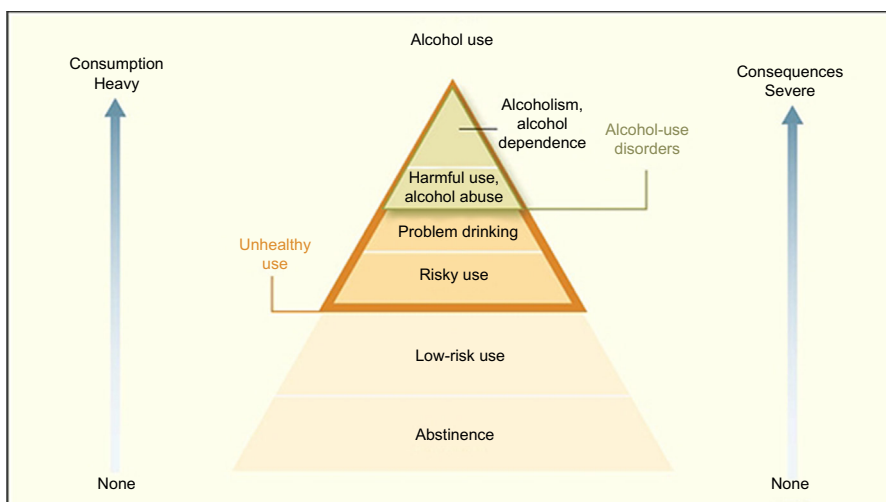 Alcohol use
Consumption
Heavy
Consequences
Severe
Alcoholism,
alcohol
dependence
Alcohol-use
disorders
Harmful use,
alcohol abuse
Problem drinking
Unhealthy
use
Risky use
Low-risk use
Abstinence
None
None